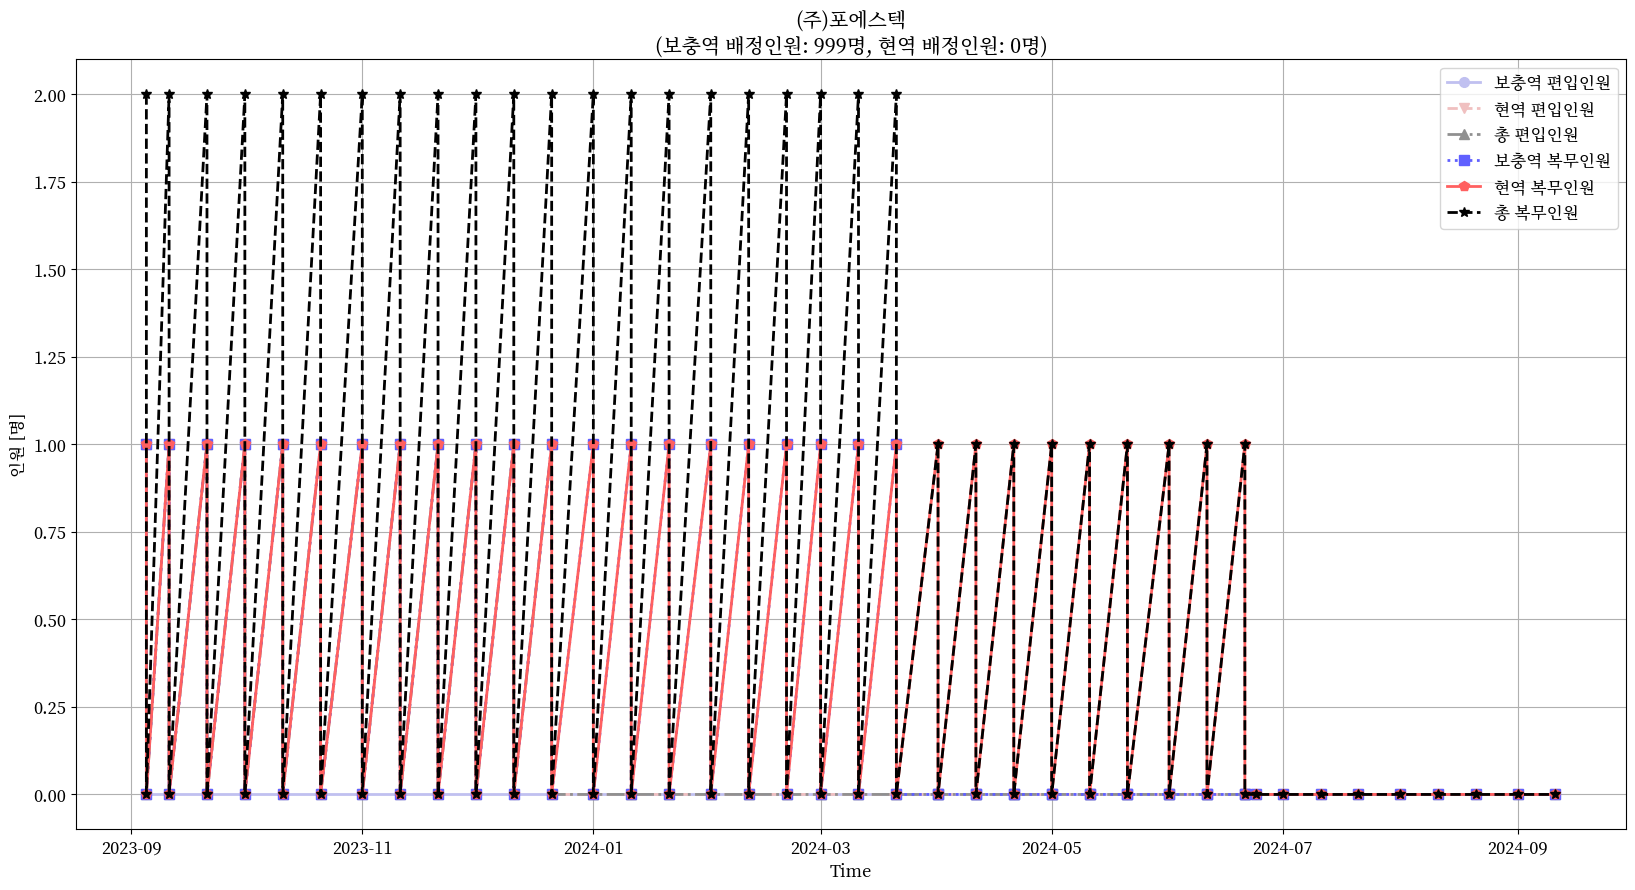 (주)포에스텍
(보충역 배정인원: 999명, 현역 배정인원: 0명)
보충역 편입인원
현역 편입인원
총 편입인원
보충역 복무인원
현역 복무인원
총 복무인원
인원 [명]
2.00
1.75
1.50
1.25
1.00
0.75
0.50
0.25
0.00
2023-09
2023-11
2024-01
2024-03
2024-05
2024-07
2024-09
Time